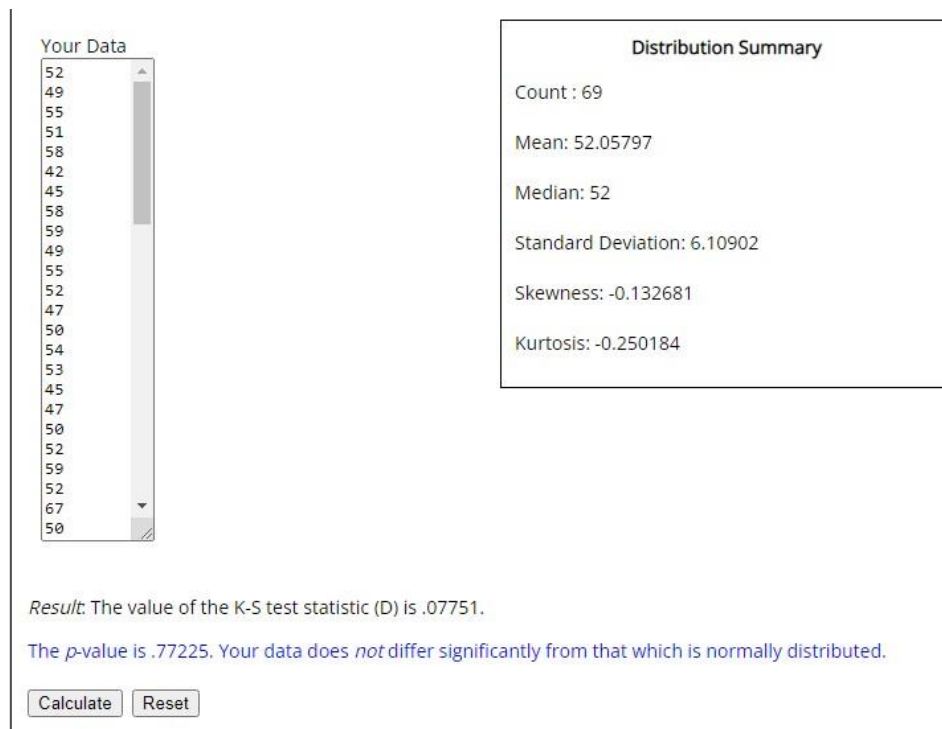 Your Data
52
49
55
51
58
42
45
58
59
49
55
52
47
50
54
53
45
47
50
52
59
52
67
50
Distribution Summary
Count : 69
Mean: 52.05797
Median: 52
Standard Deviation: 6.10902
Skewness: -0.132681
Kurtosis: -0.250184
Result: The value of the K-S test statistic (D) is .07751.
The p-value is .77225. Your data does not differ significantly from that which is normally distributed.
Calculate Reset